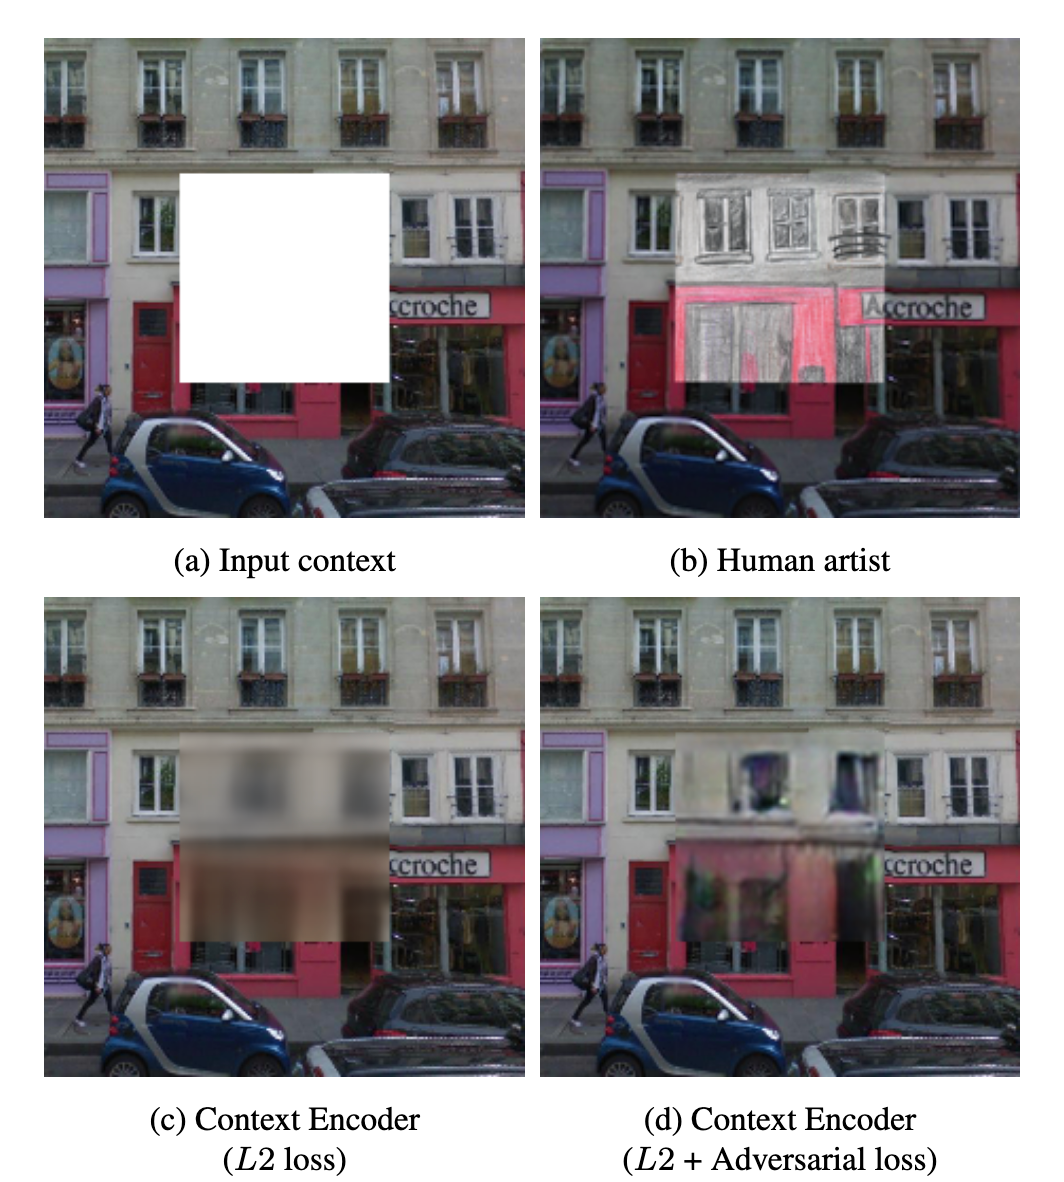 ccroche
Accroche
(a) Input context
(b) Human artist
ccroche
ccroche
(c) Context Encoder
(L2 loss)
(d) Context Encoder
(L2 + Adversarial loss)